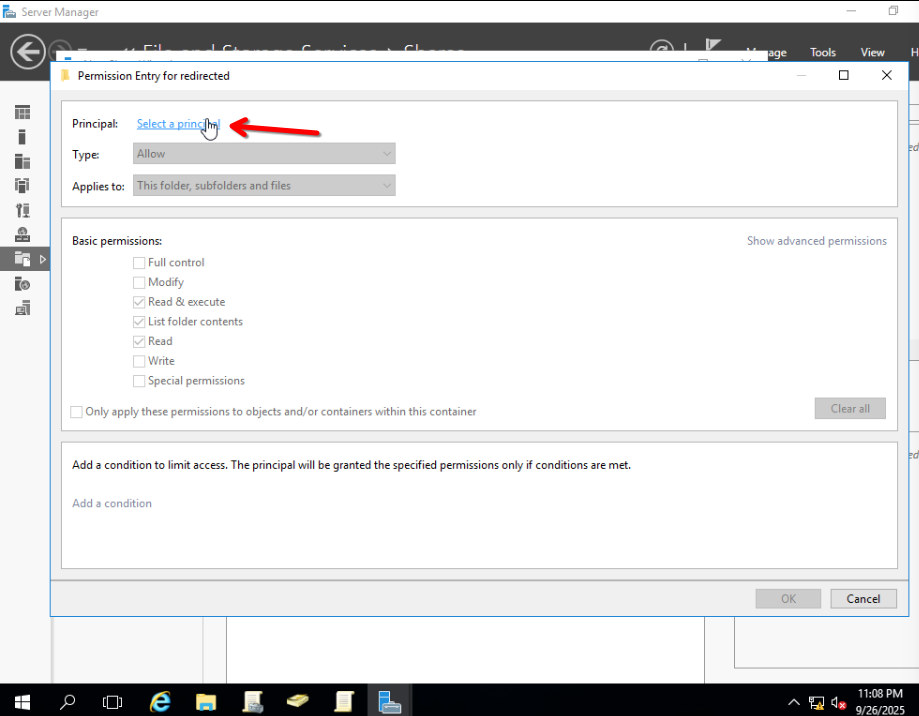 Server Manager
File and Storage Services
Shares
Manage Tools View H
Permission Entry for redirected
Principal: Select a principal
Type: Allow
Applies to: This folder, subfolders and files
Basic permissions:
Show advanced permissions
Full control
Modify
Read & execute
List folder contents
Read
Write
Special permissions
Only apply these permissions to objects and/or containers within this container
Clear all
Add a condition to limit access. The principal will be granted the specified permissions only if conditions are met.
Add a condition
OK Cancel
11:08 PM
9/26/2025